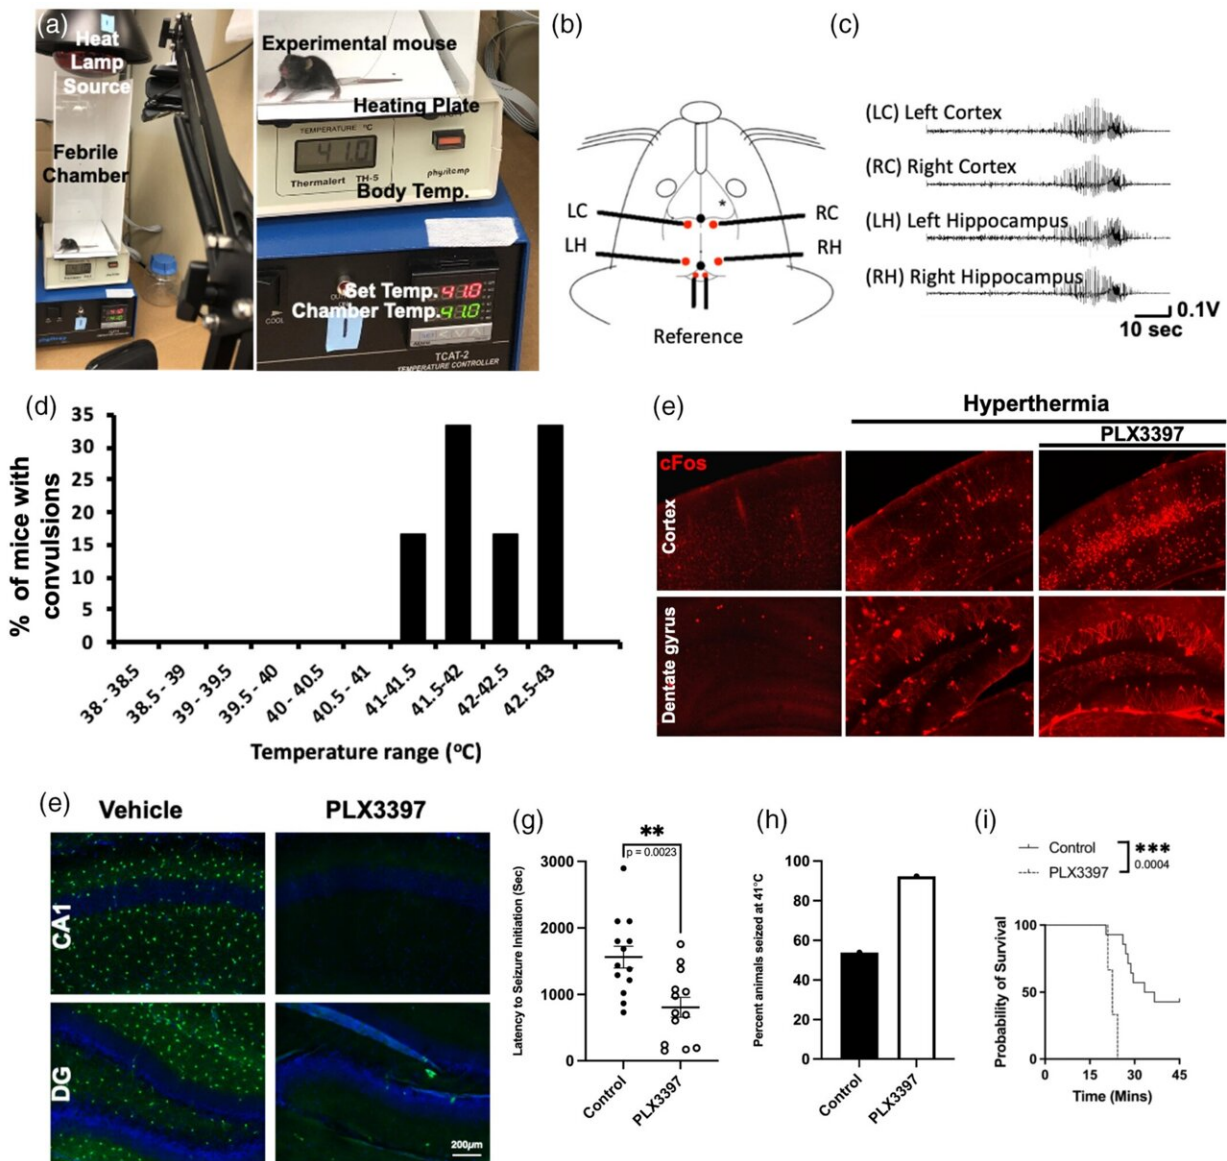 (a)
Heat
Lamp
Source
Febrile
Chamber
Experimental mouse
Heating Plate
TEMPERATURE °C
41.0
Thermalert TH-5
physitemp
Body Temp.
Set Temp. 41.0
Chamber Temp. 41.0
COOL
TCAT-2
TEMPERATURE CONTROLLER
(b)
LC
RC
LH
RH
*
Reference
(c)
(LC) Left Cortex
(RC) Right Cortex
(LH) Left Hippocampus
(RH) Right Hippocampus
0.1V
10 sec
(d)
% of mice with
convulsions
35
30
25
20
15
10
5
0
38 - 38.5
38.5 - 39
39 - 39.5
39.5 - 40
40 - 40.5
40.5 - 41
41-41.5
41.5-42
42-42.5
42.5-43
Temperature range (°C)
(e)
Hyperthermia
PLX3397
cFos
Cortex
Dentate gyrus
(e)
Vehicle
PLX3397
CA1
DG
200µm
(g)
**
p = 0.0023
Latency to Seizure Initiation (Sec)
3000
2000
1000
0
Control
PLX3397
(h)
Percent animals seized at 41°C
100
80
60
40
20
0
Control
PLX3397
(i)
Control
PLX3397
***
0.0004
Probability of Survival
100
50
0
0 15 30 45
Time (Mins)